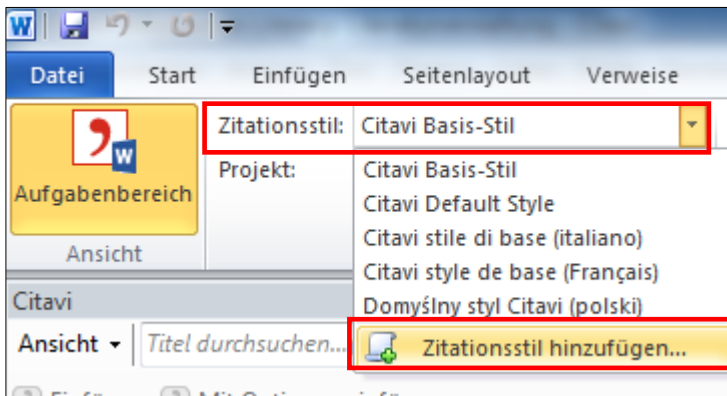 W
Datei Start Einfügen Seitenlayout Verweise
Zitationsstil: Citavi Basis-Stil
W
Projekt: Citavi Basis-Stil
Aufgabenbereich Citavi Default Style
Citavi stile di base (italiano)
Ansicht Citavi style de base (Français)
Citavi Domyślny styl Citavi (polski)
Ansicht Titel durchsuchen... Zitationsstil hinzufügen...